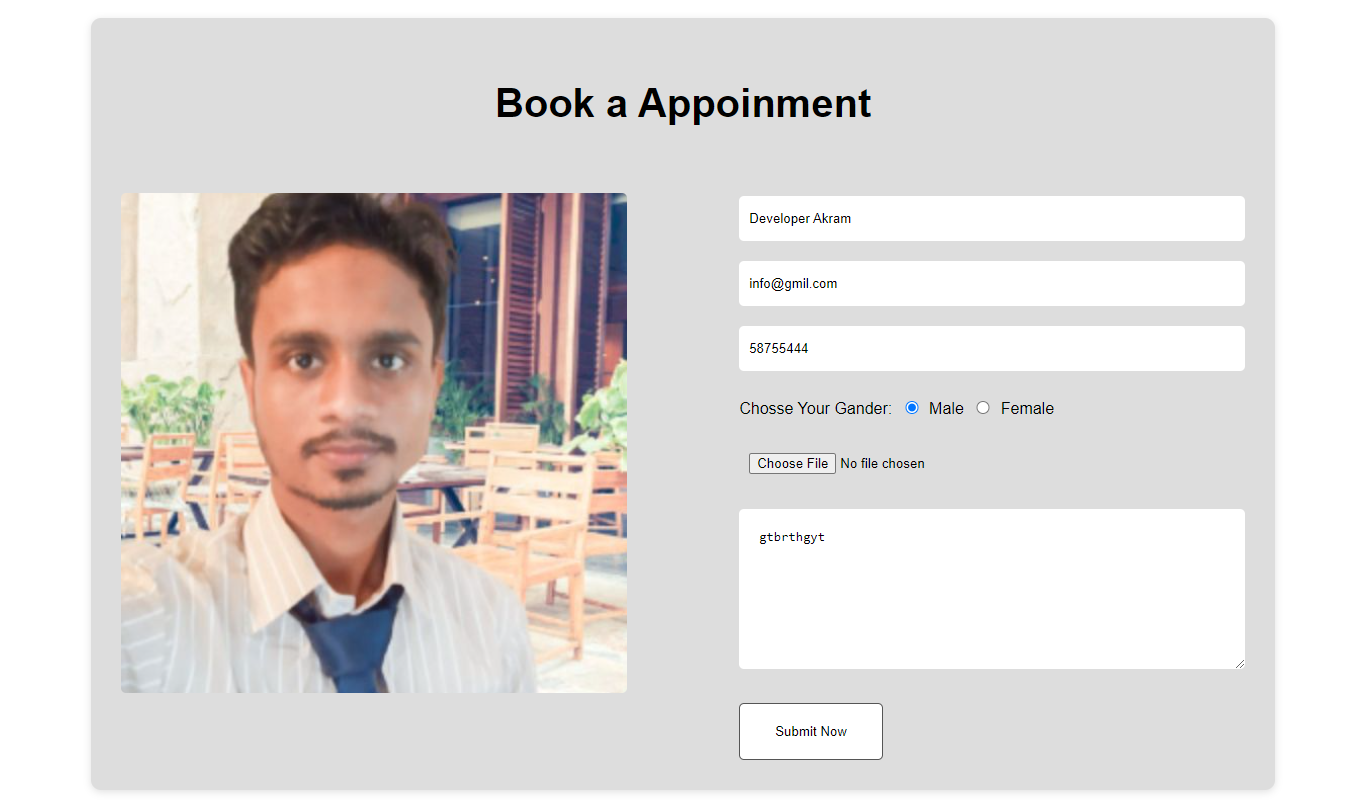 Book a Appoinment
Developer Akram
info@gmil.com
58755444
Chosse Your Gander: Male Female
Choose File No file chosen
gtbrthgyt
Submit Now